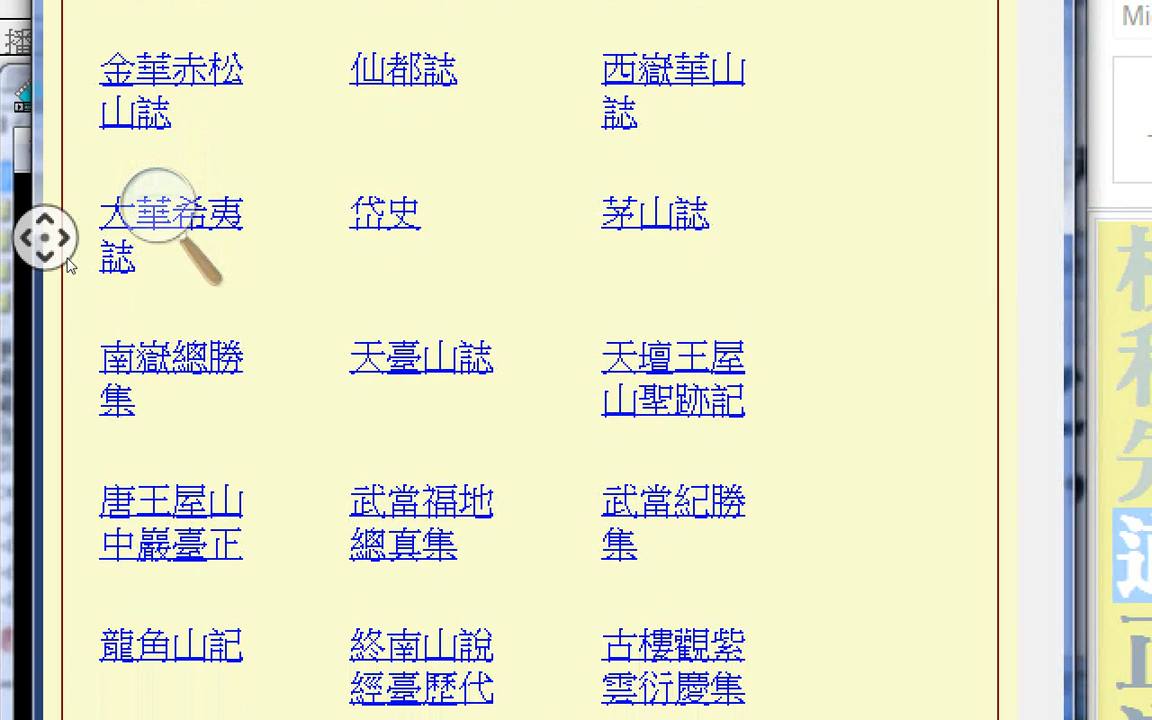 金華赤松
山誌
仙都誌
西嶽華山
誌
大華希夷
誌
岱史
茅山誌
南嶽總勝
集
天臺山誌
天壇王屋
山聖跡記
唐王屋山
中巖臺正
武當福地
總真集
武當紀勝
集
龍角山記
終南山說
經臺歷代
古樓觀紫
雲衍慶集
播
Mi